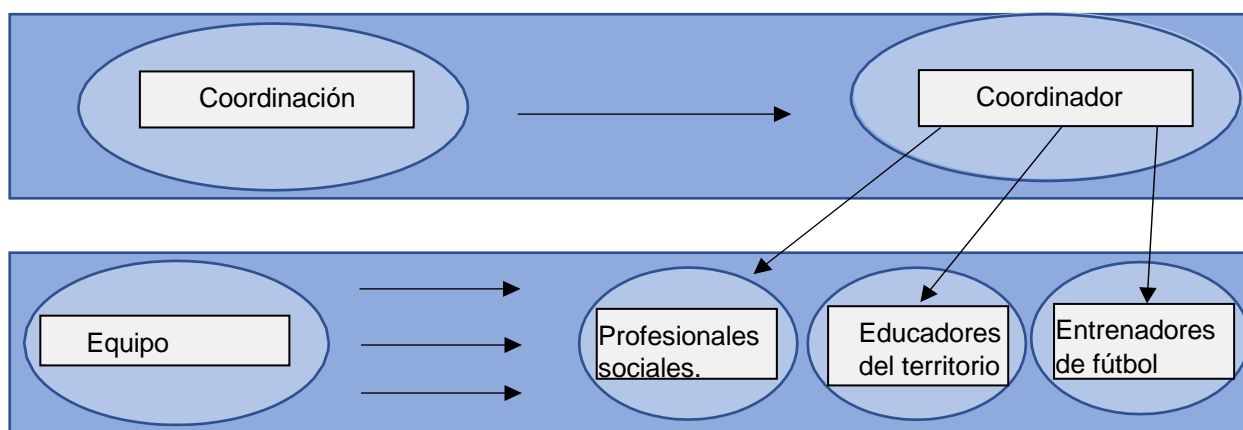 Coordinación
Coordinador
Equipo
Profesionales
sociales.
Educadores
del territorio
Entrenadores
de fútbol